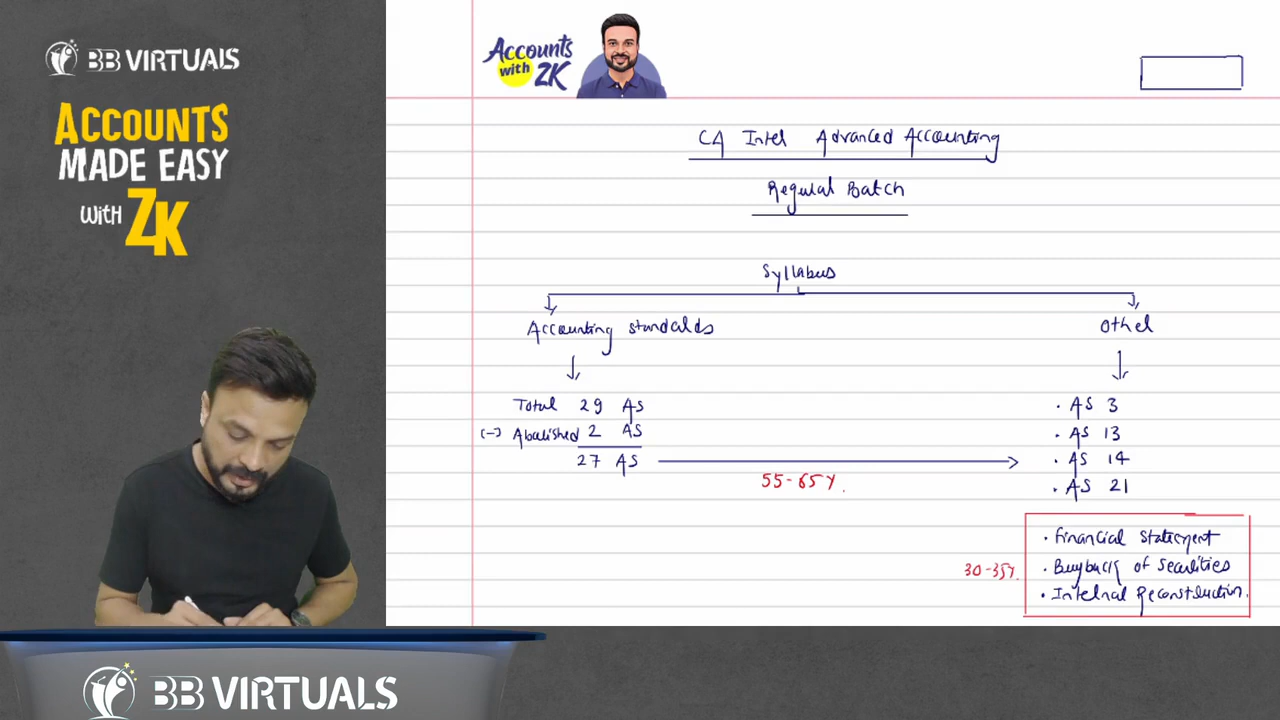 BB VIRTUALS
ACCOUNTS
MADE EASY
WITH ZK
Accounts
with ZK
CA Inter Advanced Accounting
Regular Batch
Syllabus
Accounting standards
Other
Total 29 AS
(-) Abolished 2 AS
27 AS
55-65%.
• AS 3
• AS 13
• AS 14
• AS 21
30-35%.
• Financial Statement
• Buyback of Securities
• Internal Reconstruction.
BB VIRTUALS